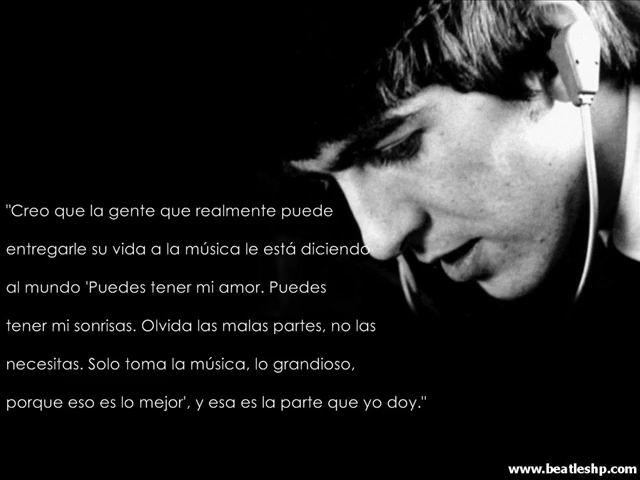 "Creo que la gente que realmente puede
entregarle su vida a la música le está diciendo
al mundo 'Puedes tener mi amor. Puedes
tener mi sonrisas. Olvida las malas partes, no las
necesitas. Solo toma la música, lo grandioso,
porque eso es lo mejor', y esa es la parte que yo doy."
www.beatleshp.com